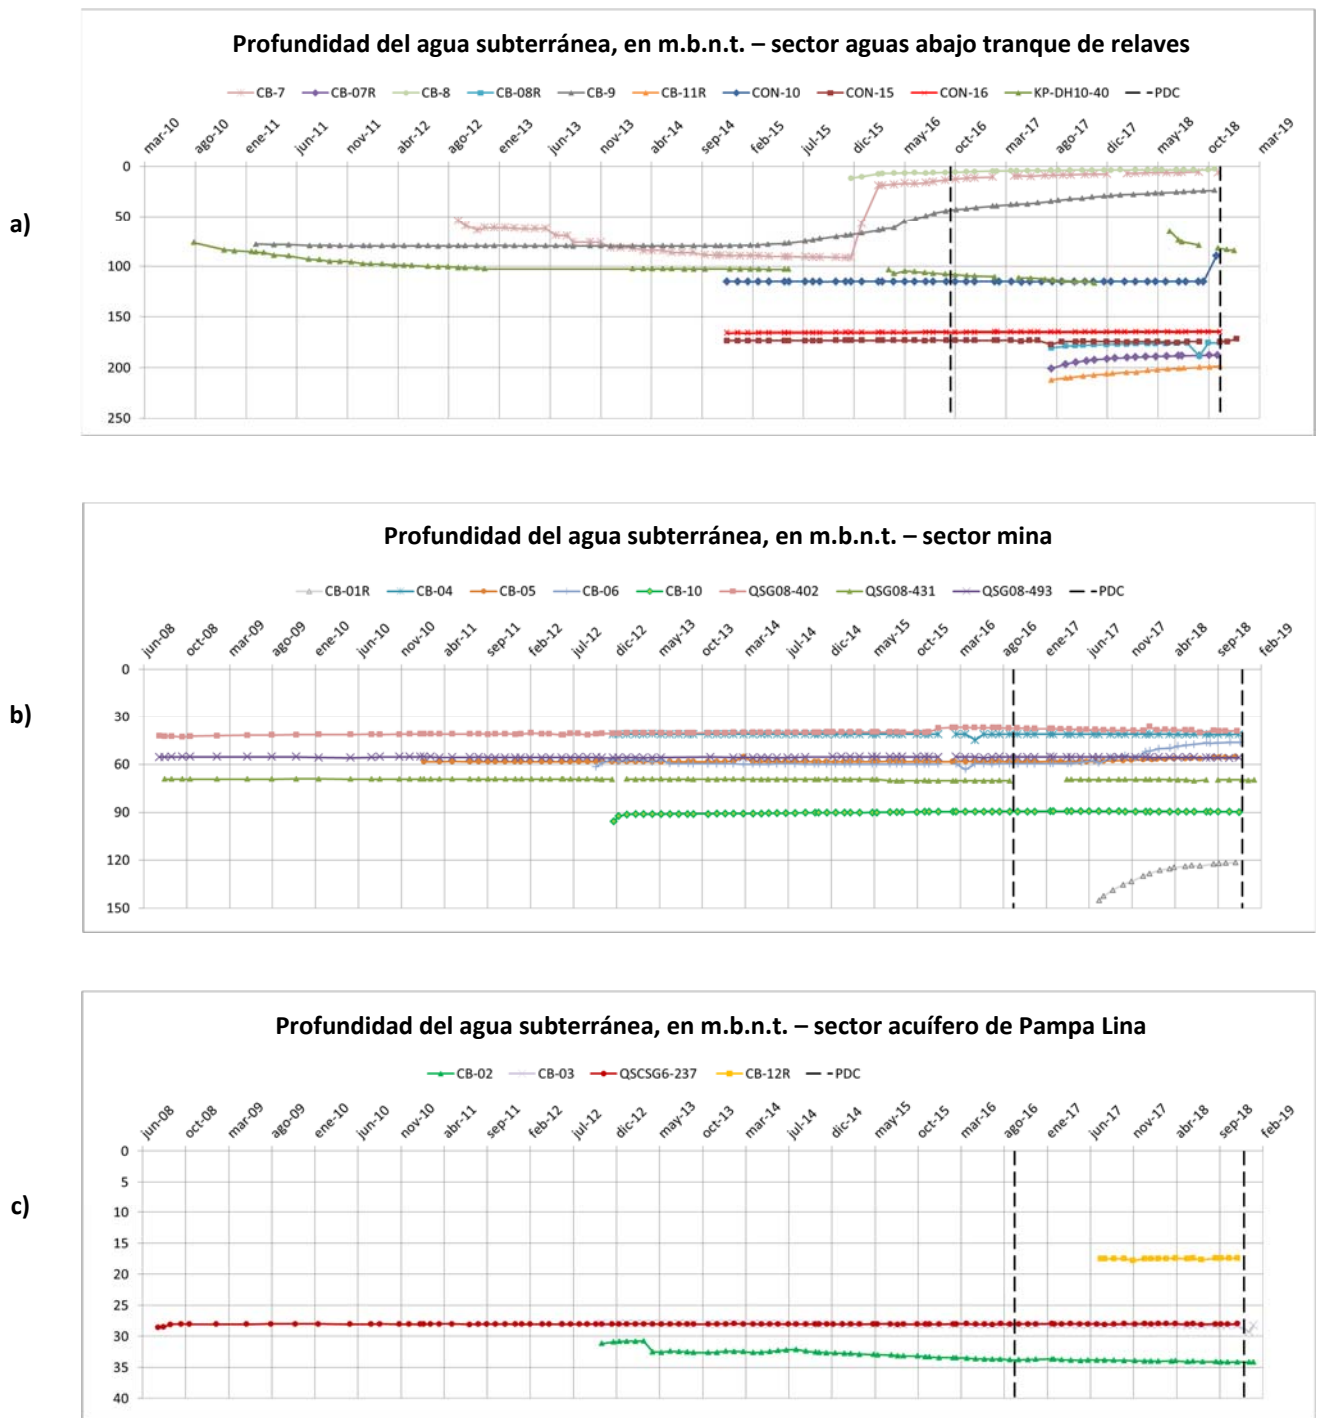 a)
Profundidad del agua subterránea, en m.b.n.t. – sector aguas abajo tranque de relaves
CB-7 CB-07R CB-8 CB-08R CB-9 CB-11R CON-10 CON-15 CON-16 KP-DH10-40 PDC
mar-10 ago-10 ene-11 jun-11 nov-11 abr-12 ago-12 ene-13 jun-13 nov-13 abr-14 sep-14 feb-15 jul-15 dic-15 may-16 oct-16 mar-17 ago-17 dic-17 may-18 oct-18 mar-19
0
50
100
150
200
250
b)
Profundidad del agua subterránea, en m.b.n.t. – sector mina
CB-01R CB-04 CB-05 CB-06 CB-10 QSG08-402 QSG08-431 QSG08-493 PDC
jun-08 oct-08 mar-09 ago-09 ene-10 jun-10 nov-10 abr-11 sep-11 feb-12 jul-12 dic-12 may-13 oct-13 mar-14 jul-14 dic-14 may-15 oct-15 mar-16 ago-16 ene-17 jun-17 nov-17 abr-18 sep-18 feb-19
0
30
60
90
120
150
c)
Profundidad del agua subterránea, en m.b.n.t. – sector acuífero de Pampa Lina
CB-02 CB-03 QSCSG6-237 CB-12R PDC
jun-08 oct-08 mar-09 ago-09 ene-10 jun-10 nov-10 abr-11 sep-11 feb-12 jul-12 dic-12 may-13 oct-13 mar-14 jul-14 dic-14 may-15 oct-15 mar-16 ago-16 ene-17 jun-17 nov-17 abr-18 sep-18 feb-19
0
5
10
15
20
25
30
35
40